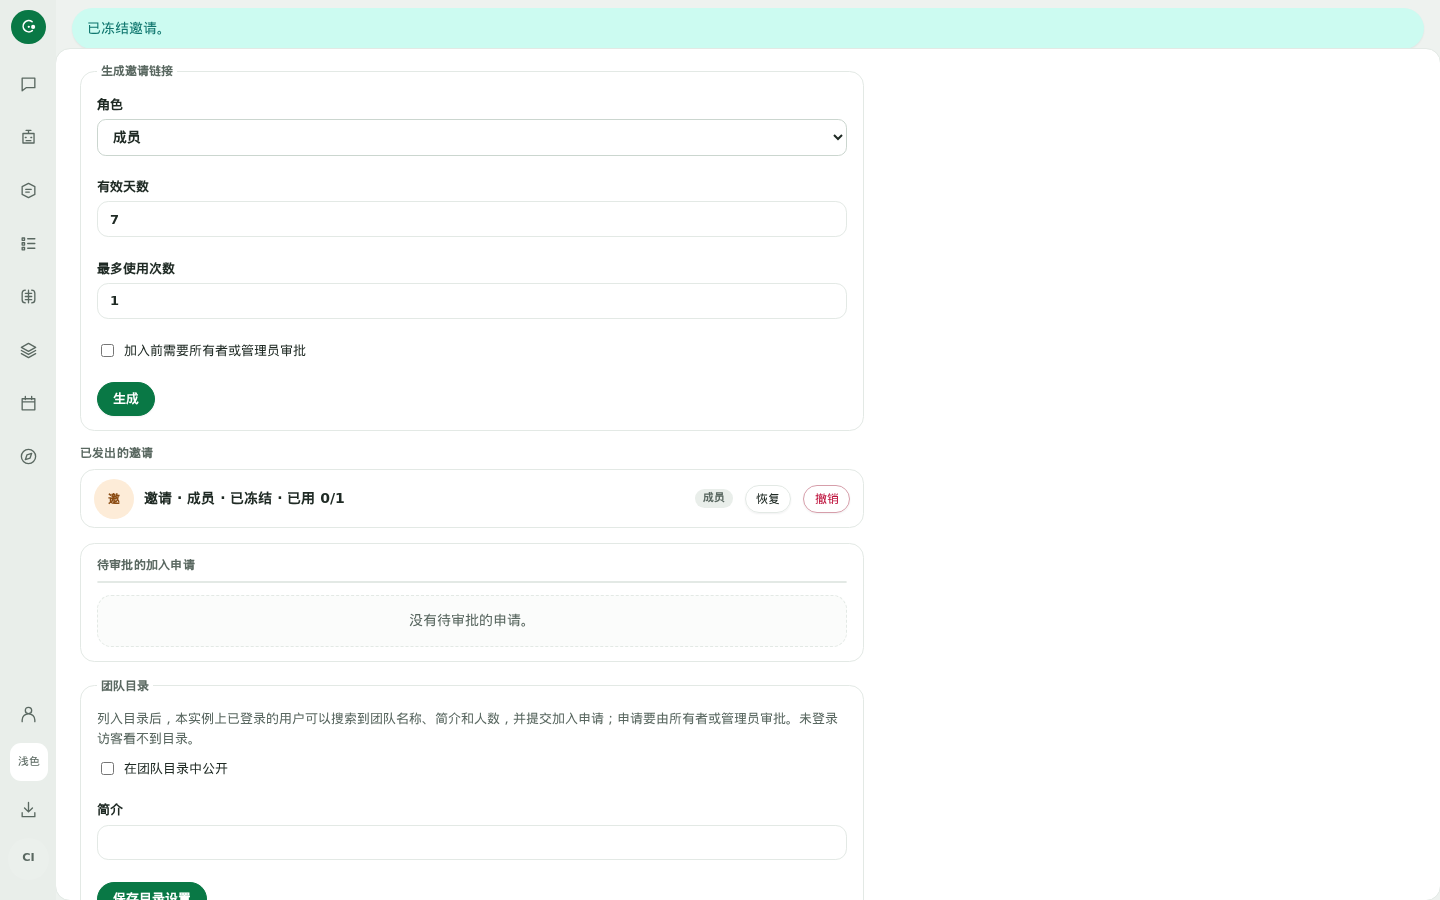 已冻结邀请。
生成邀请链接
角色
成员
有效天数
7
最多使用次数
1
加入前需要所有者或管理员审批
生成
已发出的邀请
邀
邀请 · 成员 · 已冻结 · 已用 0/1
成员
恢复
撤销
待审批的加入申请
没有待审批的申请。
团队目录
列入目录后，本实例上已登录的用户可以搜索到团队名称、简介和人数，并提交加入申请；申请要由所有者或管理员审批。未登录
访客看不到目录。
在团队目录中公开
简介
保存目录设置
浅色
CI